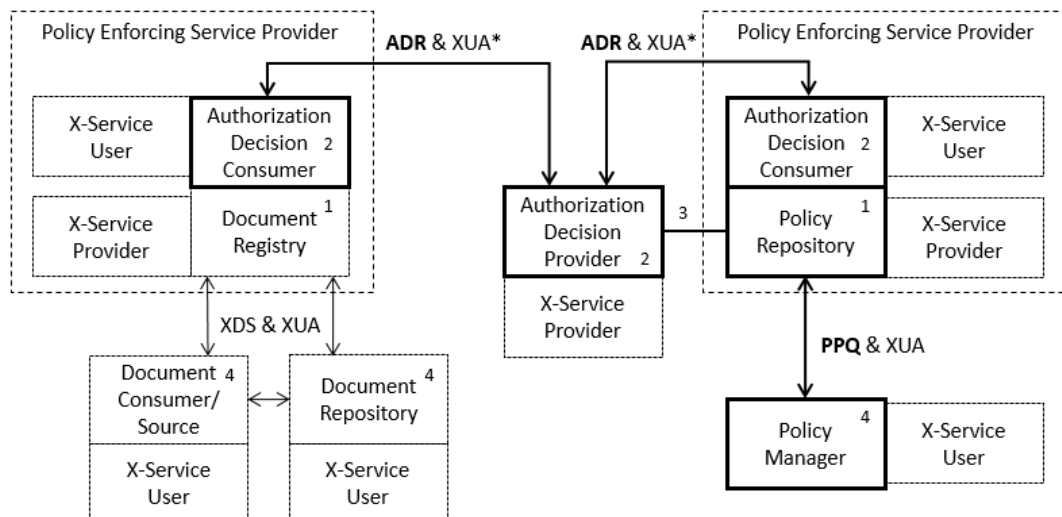 Policy Enforcing Service Provider
ADR & XUA*
X-Service
User
Authorization
Decision 2
Consumer
X-Service
Provider
Document 1
Registry
XDS & XUA
Document 4
Consumer/
Source
X-Service
User
Document 4
Repository
X-Service
User
ADR & XUA*
Authorization
Decision
Provider 2
X-Service
Provider
3
Policy Enforcing Service Provider
Authorization
Decision 2
Consumer
X-Service
User
Policy 1
Repository
X-Service
Provider
PPQ & XUA
Policy 4
Manager
X-Service
User